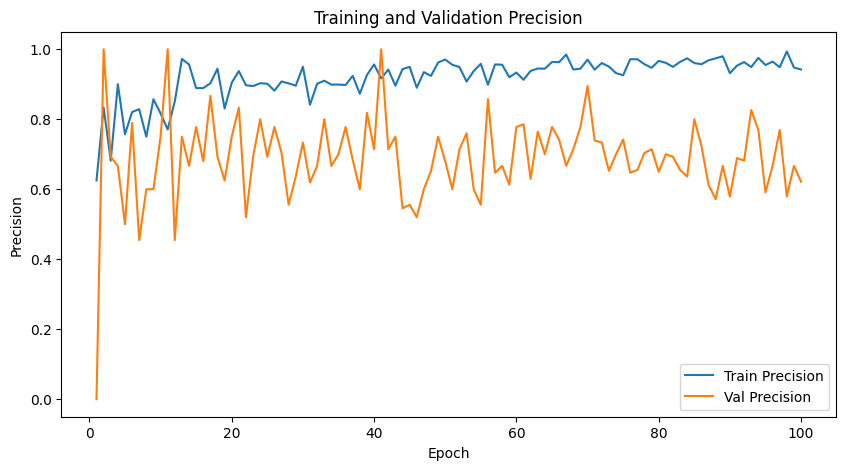 Training and Validation Precision
1.0
0.8
0.6
0.4
0.2
0.0
Precision
0 20 40 60 80 100
Epoch
Train Precision
Val Precision